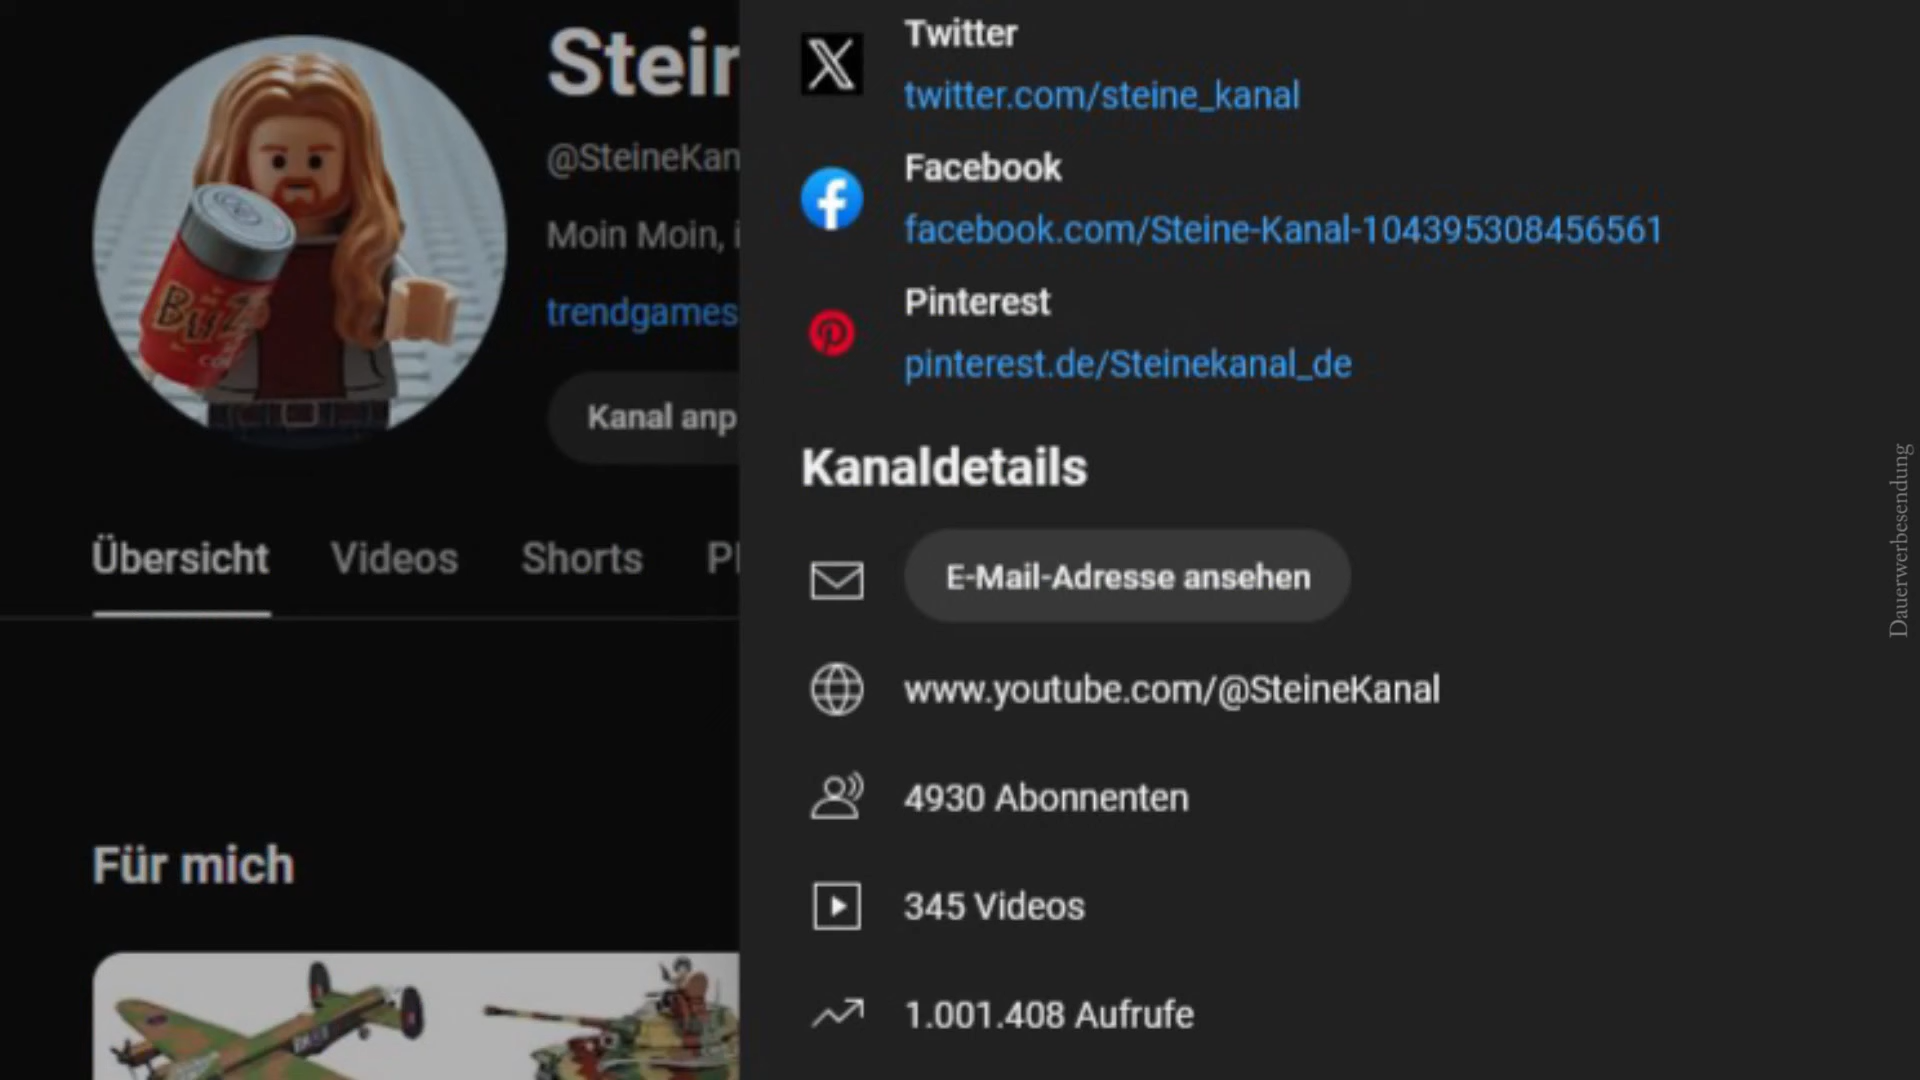 Stein
@SteineKan
Moin Moin, i
trendgames
Kanal anp
Übersicht
Videos
Shorts
Pl
Für mich
Twitter
twitter.com/steine_kanal
Facebook
facebook.com/Steine-Kanal-104395308456561
Pinterest
pinterest.de/Steinekanal_de
Kanaldetails
E-Mail-Adresse ansehen
www.youtube.com/@SteineKanal
4930 Abonnenten
345 Videos
1.001.408 Aufrufe
Dauerwerbesendung